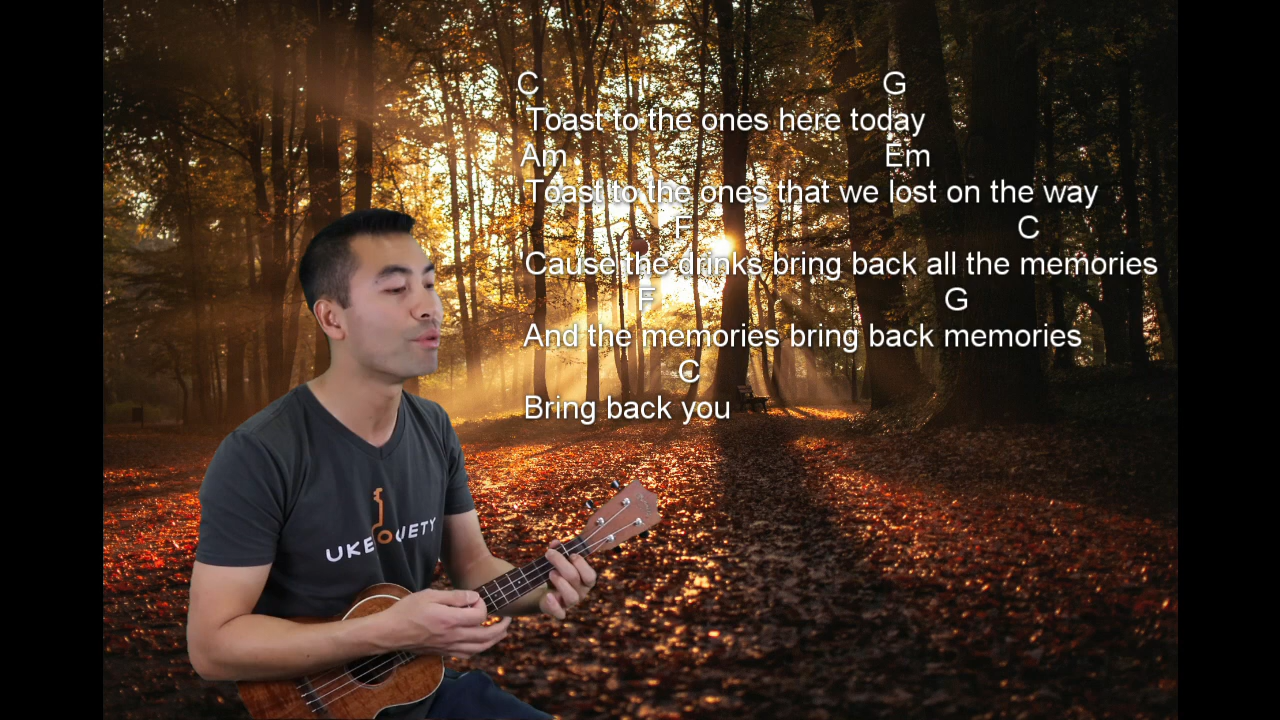 C G
Toast to the ones here today
Am Em
Toast to the ones that we lost on the way
F C
'Cause the drinks bring back all the memories
F G
And the memories bring back memories
C
Bring back you
UKE UETY